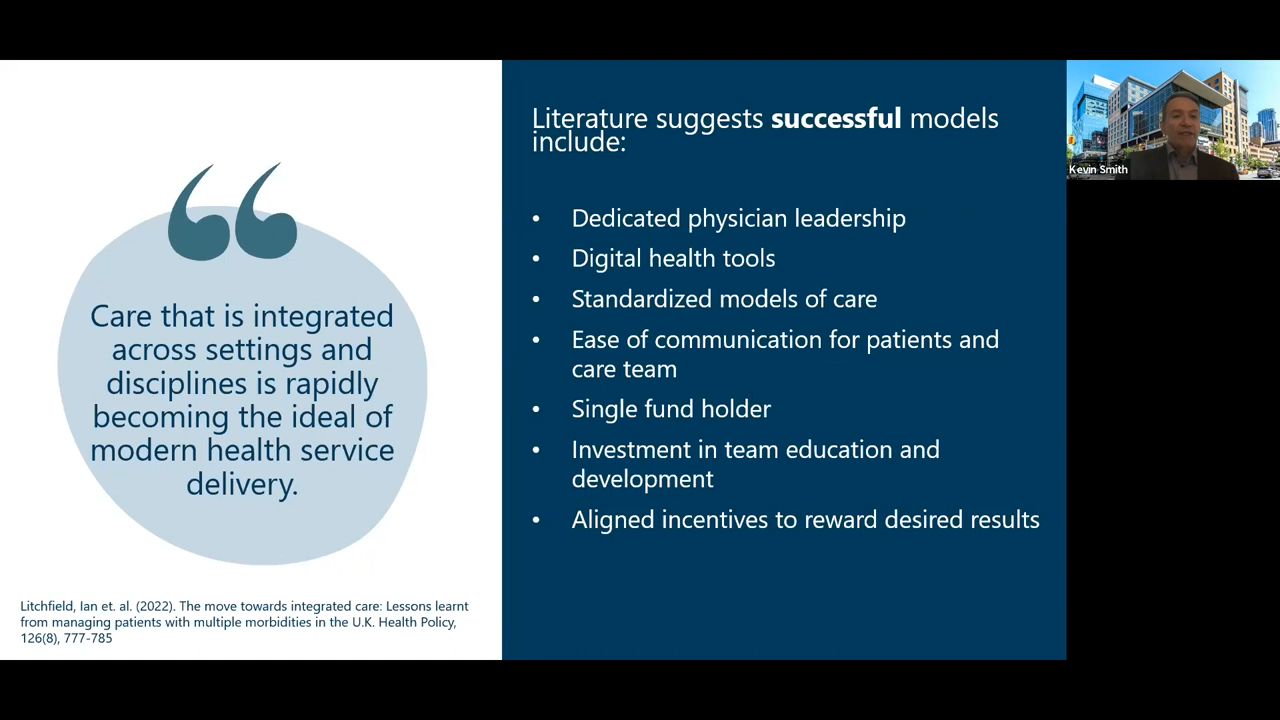 Care that is integrated
across settings and
disciplines is rapidly
becoming the ideal of
modern health service
delivery.
Litchfield, Ian et. al. (2022). The move towards integrated care: Lessons learnt
from managing patients with multiple morbidities in the U.K. Health Policy,
126(8), 777-785
Literature suggests successful models
include:
• Dedicated physician leadership
• Digital health tools
• Standardized models of care
• Ease of communication for patients and
care team
• Single fund holder
• Investment in team education and
development
• Aligned incentives to reward desired results
Kevin Smith